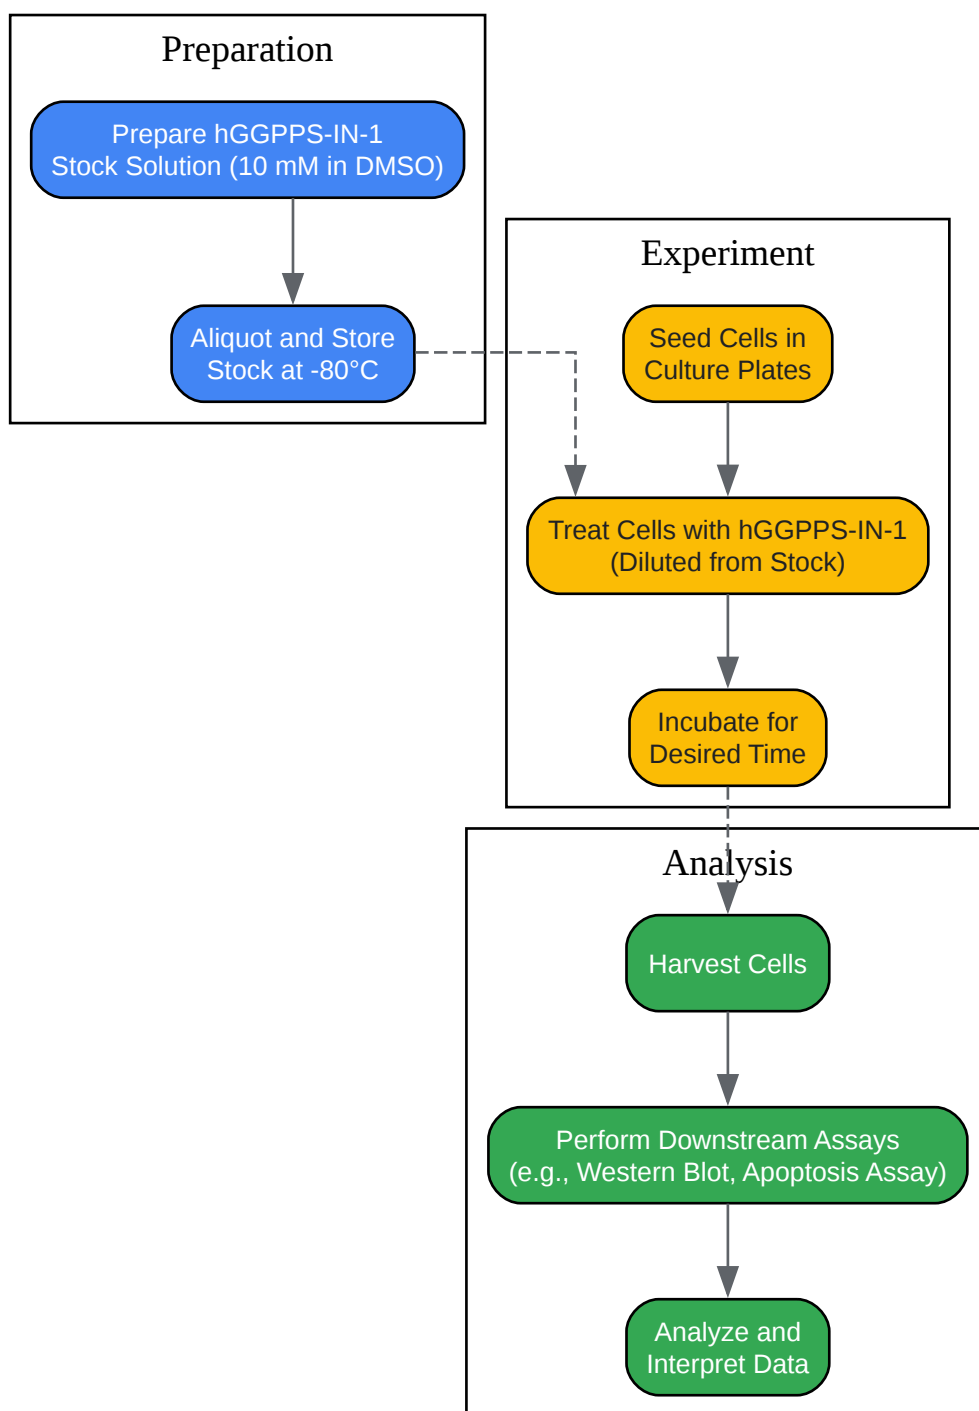 Preparation
Prepare hGGPPS-IN-1
Stock Solution (10 mM in DMSO)
Aliquot and Store
Stock at -80°C
Experiment
Seed Cells in
Culture Plates
Treat Cells with hGGPPS-IN-1
(Diluted from Stock)
Incubate for
Desired Time
Analysis
Harvest Cells
Perform Downstream Assays
(e.g., Western Blot, Apoptosis Assay)
Analyze and
Interpret Data